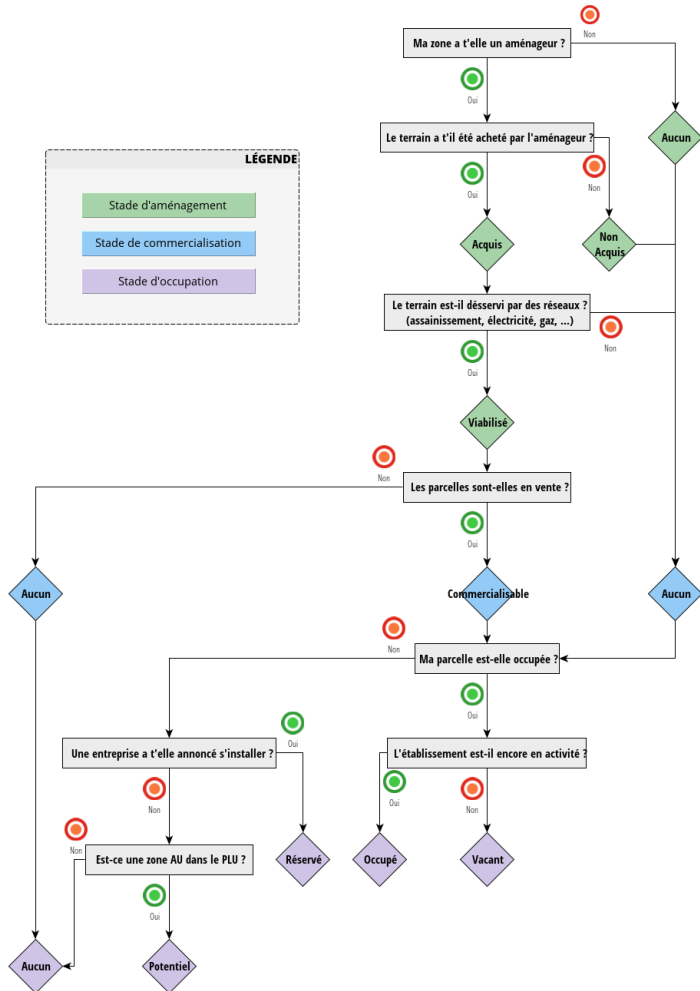 Non
Ma zone a t'elle un aménageur ?
Oui
Aucun
Le terrain a t'il été acheté par l'aménageur ?
LÉGENDE
Oui
Non
Stade d'aménagement
Acquis
Non
Acquis
Stade de commercialisation
Stade d'occupation
Le terrain est-il désservi par des réseaux ?
(assainissement, électricité, gaz, ...)
Non
Oui
Viabilisé
Non
Les parcelles sont-elles en vente ?
Oui
Aucun
Commercialisable
Aucun
Non
Ma parcelle est-elle occupée ?
Oui
Oui
Une entreprise a t'elle annoncé s'installer ?
L'établissement est-il encore en activité ?
Non
Oui
Non
Non
Est-ce une zone AU dans le PLU ?
Réservé
Occupé
Vacant
Oui
Aucun
Potentiel